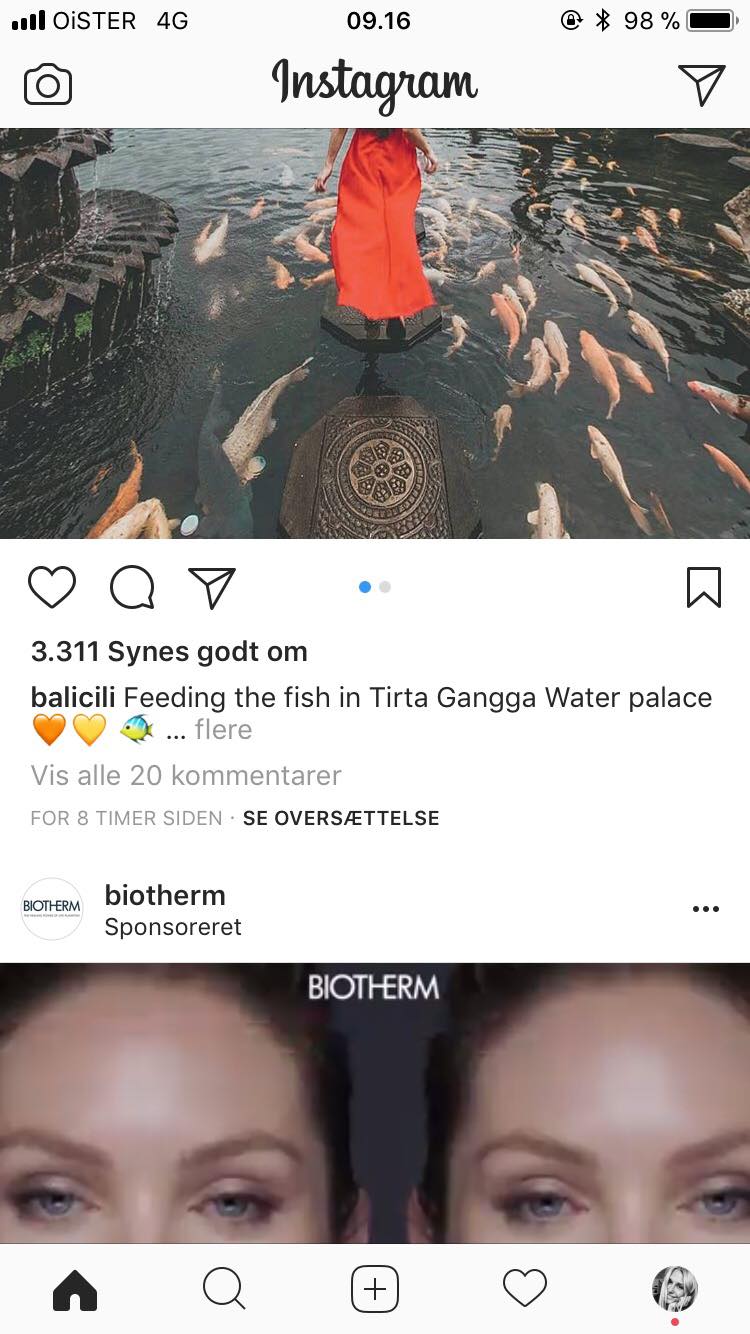 OiSTER 4G 09.16 98 %
Instagram
3.311 Synes godt om
balicili Feeding the fish in Tirta Gangga Water palace
🧡💛 🐠 ... flere
Vis alle 20 kommentarer
FOR 8 TIMER SIDEN · SE OVERSÆTTELSE
BIOTHERM
biotherm
Sponsoreret
BIOTHERM